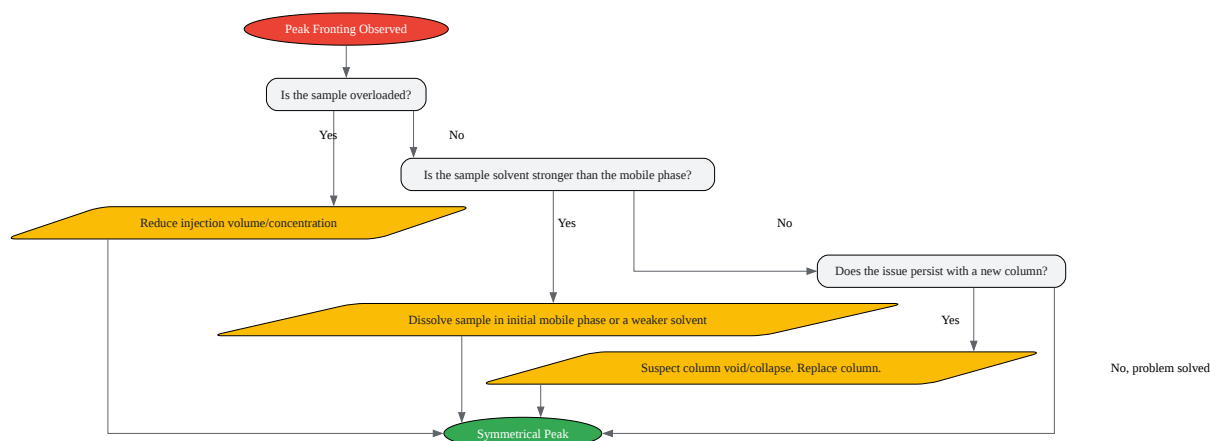 Peak Fronting Observed
Is the sample overloaded?
Yes
No
Is the sample solvent stronger than the mobile phase?
Reduce injection volume/concentration
Yes
No
Does the issue persist with a new column?
Dissolve sample in initial mobile phase or a weaker solvent
Yes
Suspect column void/collapse. Replace column.
No, problem solved
Symmetrical Peak